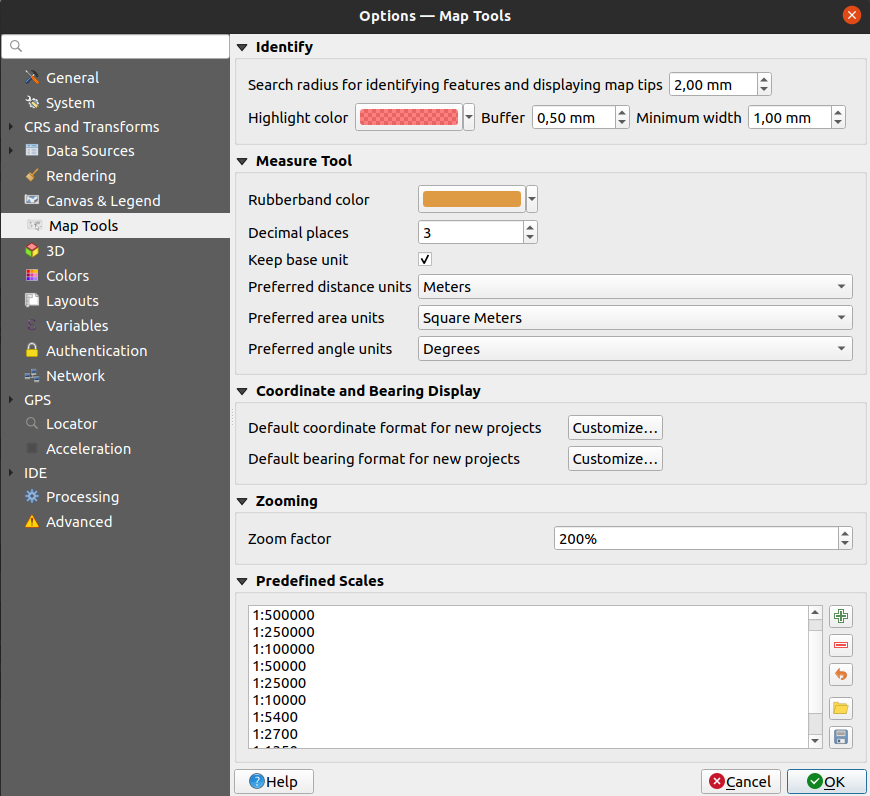 Options — Map Tools
General
System
CRS and Transforms
Data Sources
Rendering
Canvas & Legend
Map Tools
3D
Colors
Layouts
Variables
Authentication
Network
GPS
Locator
Acceleration
IDE
Processing
Advanced
Identify
Search radius for identifying features and displaying map tips 2,00 mm
Highlight color Buffer 0,50 mm Minimum width 1,00 mm
Measure Tool
Rubberband color
Decimal places 3
Keep base unit
Preferred distance units Meters
Preferred area units Square Meters
Preferred angle units Degrees
Coordinate and Bearing Display
Default coordinate format for new projects Customize...
Default bearing format for new projects Customize...
Zooming
Zoom factor 200%
Predefined Scales
1:500000
1:250000
1:100000
1:50000
1:25000
1:10000
1:5400
1:2700
Help Cancel OK